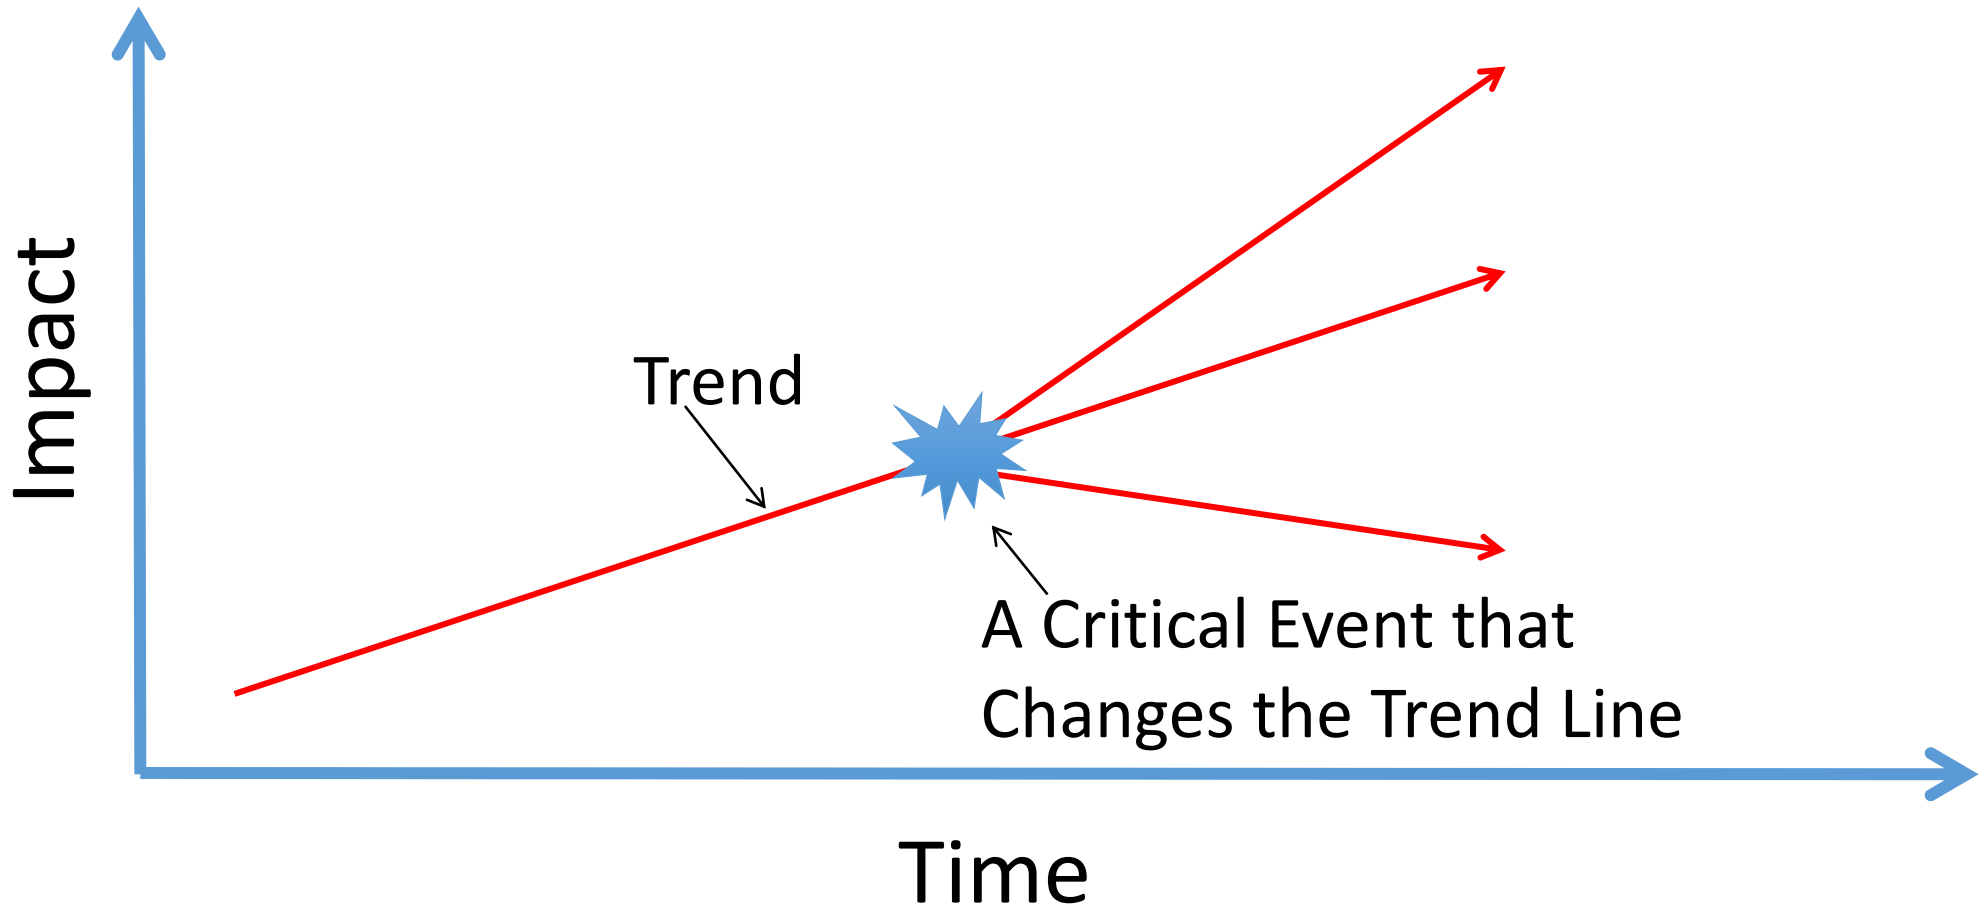 Impact
Trend
A Critical Event that
Changes the Trend Line
Time